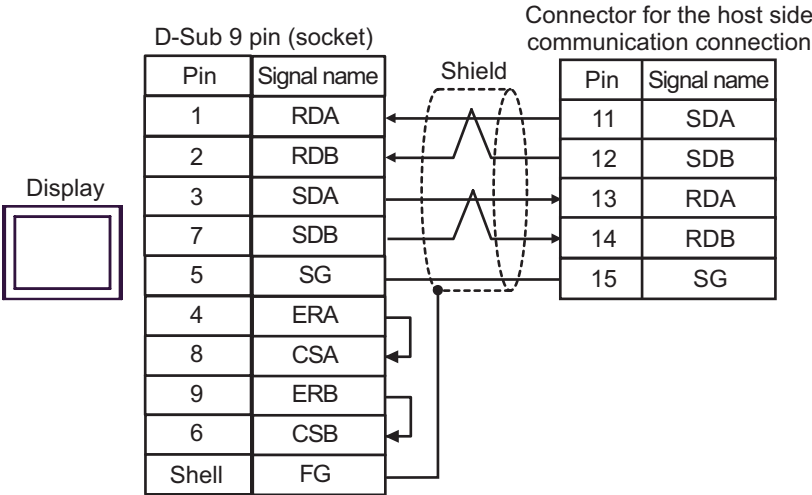 Connector for the host side
communication connection
D-Sub 9 pin (socket)
Shield
Display
Pin Signal name
1 RDA
2 RDB
3 SDA
7 SDB
5 SG
4 ERA
8 CSA
9 ERB
6 CSB
Shell FG
Pin Signal name
11 SDA
12 SDB
13 RDA
14 RDB
15 SG